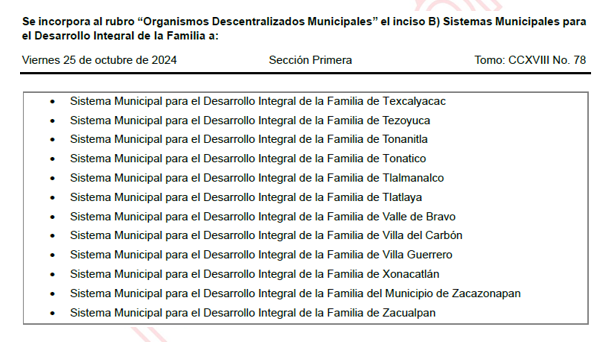 Se incorpora al rubro “Organismos Descentralizados Municipales” el inciso B) Sistemas Municipales para
el Desarrollo Integral de la Familia a:
Viernes 25 de octubre de 2024 Sección Primera Tomo: CCXVIII No. 78
• Sistema Municipal para el Desarrollo Integral de la Familia de Texcalyacac
• Sistema Municipal para el Desarrollo Integral de la Familia de Tezoyuca
• Sistema Municipal para el Desarrollo Integral de la Familia de Tonanitla
• Sistema Municipal para el Desarrollo Integral de la Familia de Tonatico
• Sistema Municipal para el Desarrollo Integral de la Familia de Tlalmanalco
• Sistema Municipal para el Desarrollo Integral de la Familia de Tlatlaya
• Sistema Municipal para el Desarrollo Integral de la Familia de Valle de Bravo
• Sistema Municipal para el Desarrollo Integral de la Familia de Villa del Carbón
• Sistema Municipal para el Desarrollo Integral de la Familia de Villa Guerrero
• Sistema Municipal para el Desarrollo Integral de la Familia de Xonacatlán
• Sistema Municipal para el Desarrollo Integral de la Familia del Municipio de Zacazonapan
• Sistema Municipal para el Desarrollo Integral de la Familia de Zacualpan